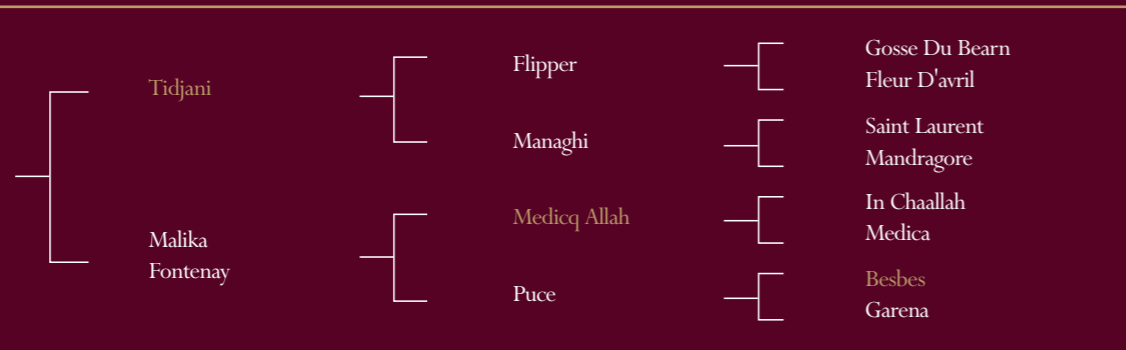 Tidjani
Malika
Fontenay
Flipper
Managhi
Medicq Allah
Puce
Gosse Du Bearn
Fleur D'avril
Saint Laurent
Mandragore
In Chaallah
Medica
Besbes
Garena